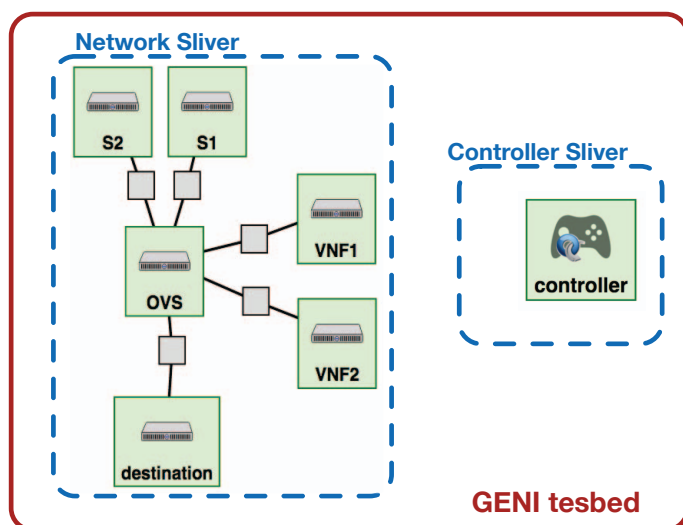 Network Sliver
S2
S1
Controller Sliver
VNF1
OVS
controller
VNF2
destination
GENI tesbed